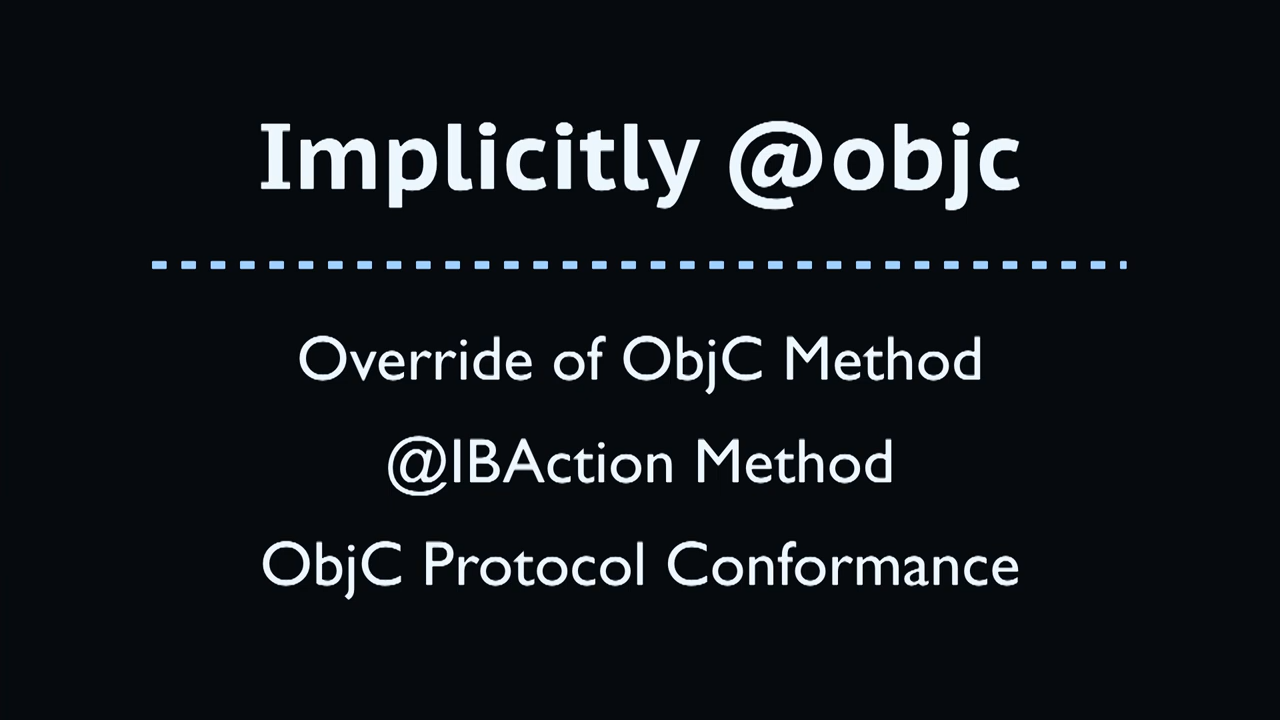 Implicitly @objc
Override of ObjC Method
@IBAction Method
ObjC Protocol Conformance